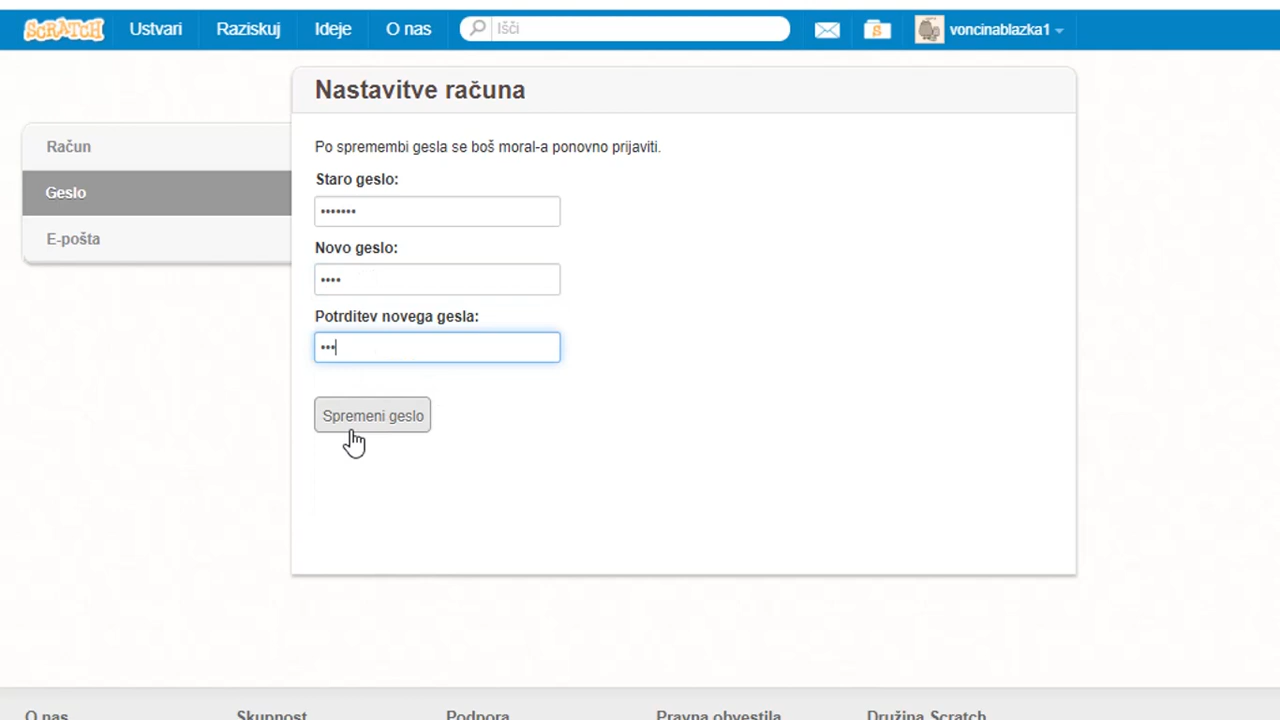 SCRATCH Ustvari Raziskuj Ideje O nas Išči voncinablazka1
Nastavitve računa
Račun
Geslo
E-pošta
Po spremembi gesla se boš moral-a ponovno prijaviti.
Staro geslo:
•••••••
Novo geslo:
••••
Potrditev novega gesla:
•••
Spremeni geslo
O nas Skupnost Podpora Pravna obvestila Družina Scratch